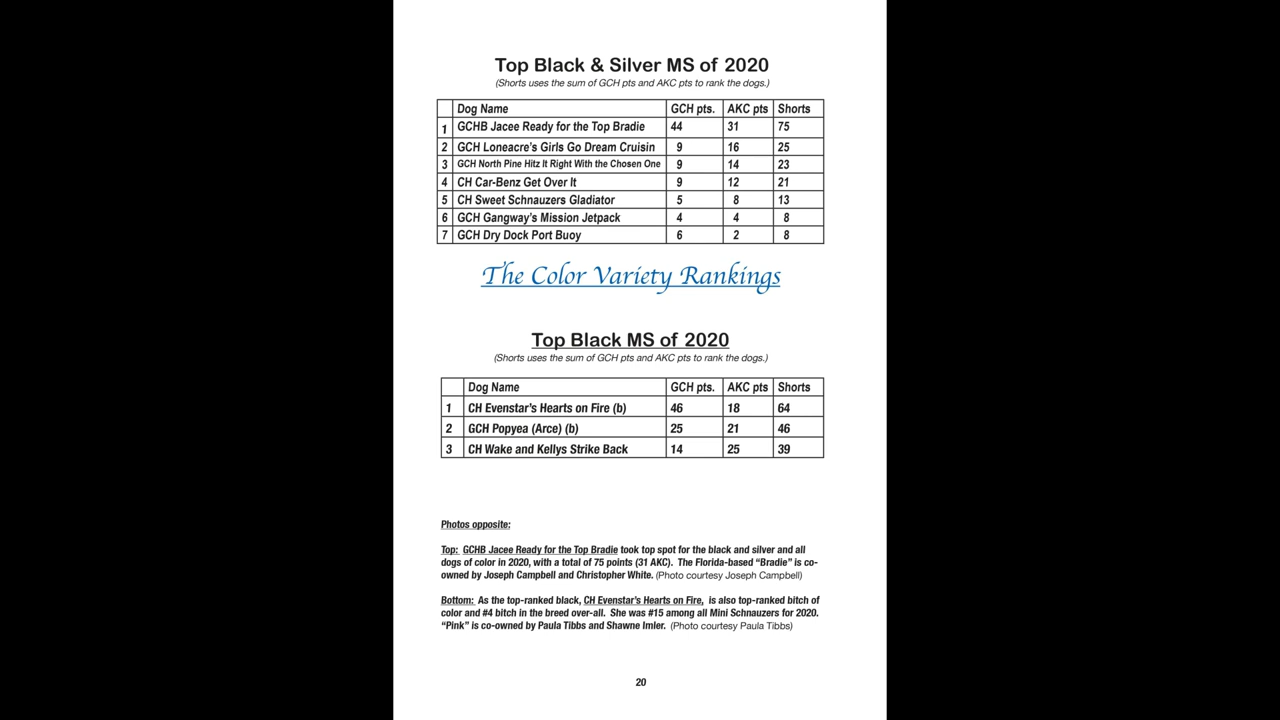 Top Black & Silver MS of 2020
(Shorts uses the sum of GCH pts and AKC pts to rank the dogs.)
Dog Name GCH pts. AKC pts Shorts
1 GCHB Jacee Ready for the Top Bradie 44 31 75
2 GCH Loneacre's Girls Go Dream Cruisin 9 16 25
3 GCH North Pine Hitz It Right With the Chosen One 9 14 23
4 CH Car-Benz Get Over It 9 12 21
5 CH Sweet Schnauzers Gladiator 5 8 13
6 GCH Gangway's Mission Jetpack 4 4 8
7 GCH Dry Dock Port Buoy 6 2 8
The Color Variety Rankings
Top Black MS of 2020
(Shorts uses the sum of GCH pts and AKC pts to rank the dogs.)
Dog Name GCH pts. AKC pts Shorts
1 CH Evenstar's Hearts on Fire (b) 46 18 64
2 GCH Popyea (Arce) (b) 25 21 46
3 CH Wake and Kellys Strike Back 14 25 39
Photos opposite:
Top: GCHB Jacee Ready for the Top Bradie took top spot for the black and silver and all
dogs of color in 2020, with a total of 75 points (31 AKC). The Florida-based "Bradie" is co-
owned by Joseph Campbell and Christopher White. (Photo courtesy Joseph Campbell)
Bottom: As the top-ranked black, CH Evenstar's Hearts on Fire, is also top-ranked bitch of
color and #4 bitch in the breed over-all. She was #15 among all Mini Schnauzers for 2020.
"Pink" is co-owned by Paula Tibbs and Shawne Imler. (Photo courtesy Paula Tibbs)
20